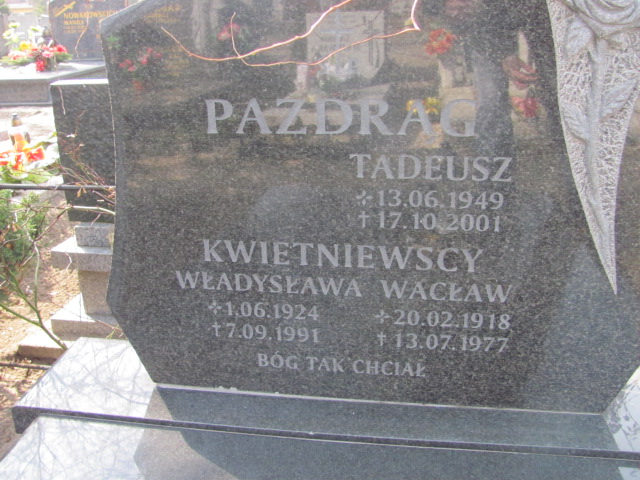 NOWAKOWSKI
PAZDRAG
TADEUSZ
✣13.06.1949
†17.10.2001
KWIETNIEWSCY
WŁADYSŁAWA WACŁAW
✣1.06.1924 ✣20.02.1918
†7.09.1991 †13.07.1977
BÓG TAK CHCIAŁ